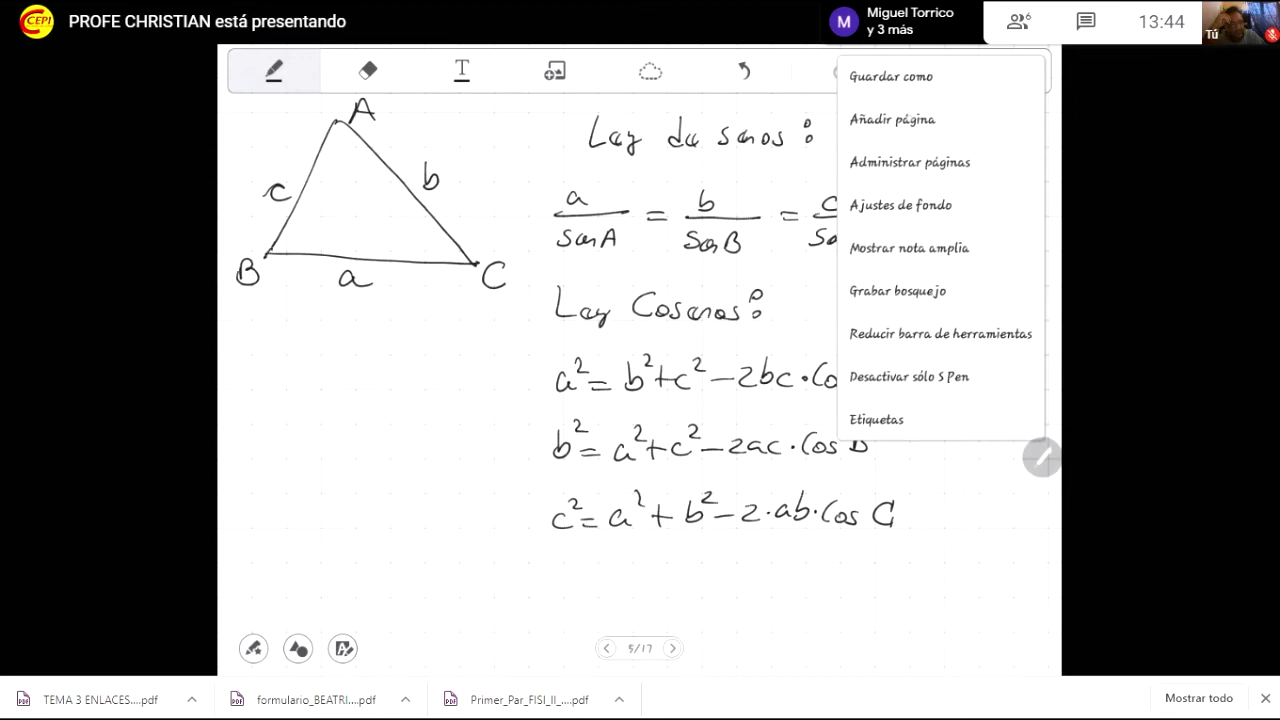 CEPI PROFE CHRISTIAN está presentando
M Miguel Torrico
y 3 más
6
13:44
Tú
T
Guardar como
Añadir página
Administrar páginas
Ajustes de fondo
Mostrar nota amplia
Grabar bosquejo
Reducir barra de herramientas
Desactivar sólo S Pen
Etiquetas
A
c b
B a C
Ley de senos :
a/senA = b/senB = c/se
Ley Cosenos :
a² = b² + c² − 2bc · Co
b² = a² + c² − 2ac · Cos B
c² = a² + b² − 2 · ab · Cos C
5/17
TEMA 3 ENLACES....pdf
formulario_BEATRI....pdf
Primer_Par_FISI_II_....pdf
Mostrar todo